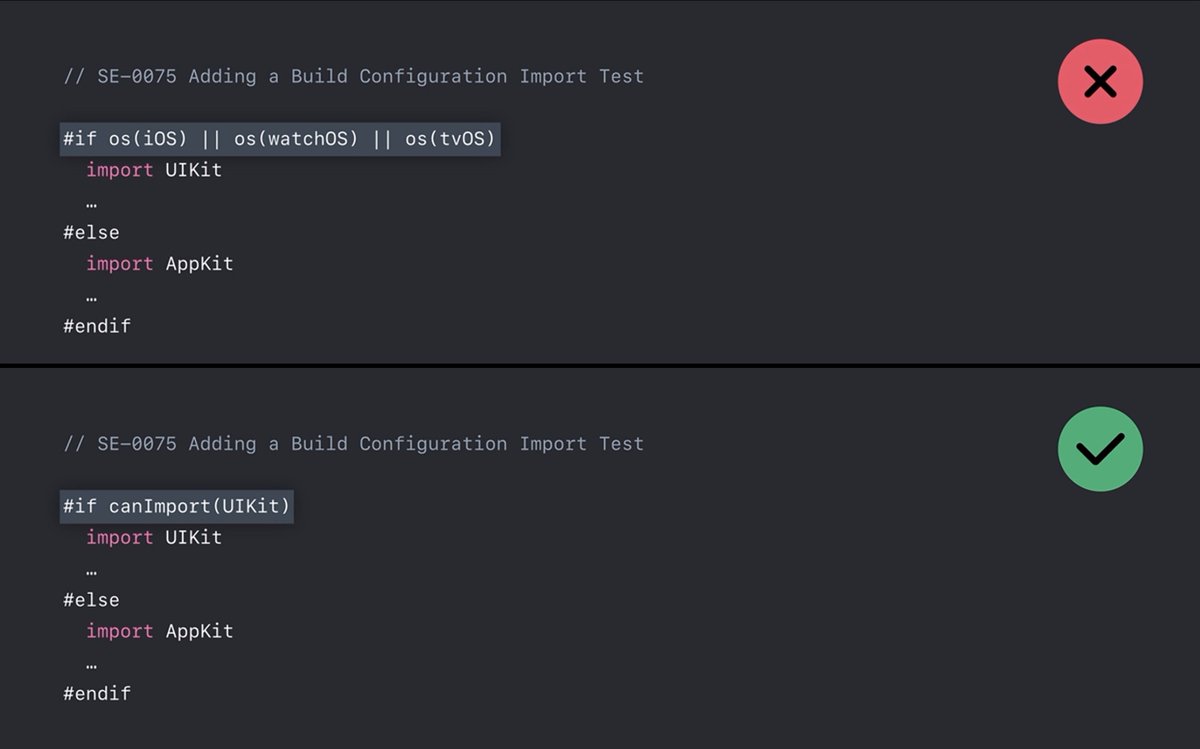 // SE-0075 Adding a Build Configuration Import Test
#if os(iOS) || os(watchOS) || os(tvOS)
import UIKit
…
#else
import AppKit
…
#endif
// SE-0075 Adding a Build Configuration Import Test
#if canImport(UIKit)
import UIKit
…
#else
import AppKit
…
#endif